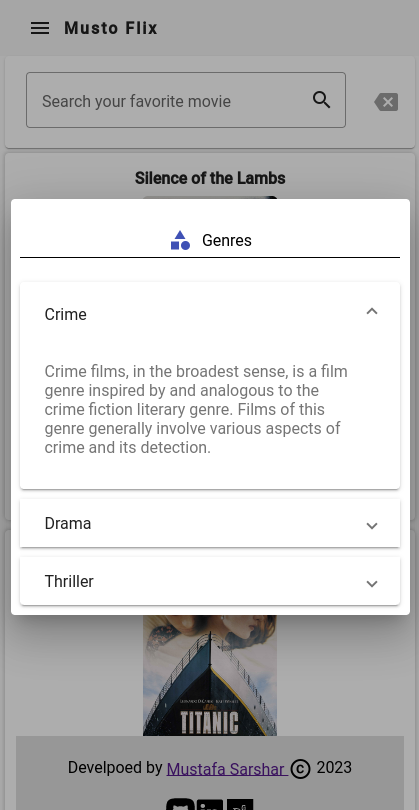 Musto Flix
Search your favorite movie
Silence of the Lambs
Genres
Crime
Crime films, in the broadest sense, is a film
genre inspired by and analogous to the
crime fiction literary genre. Films of this
genre generally involve various aspects of
crime and its detection.
Drama
Thriller
TITANIC
Develpoed by Mustafa Sarshar © 2023